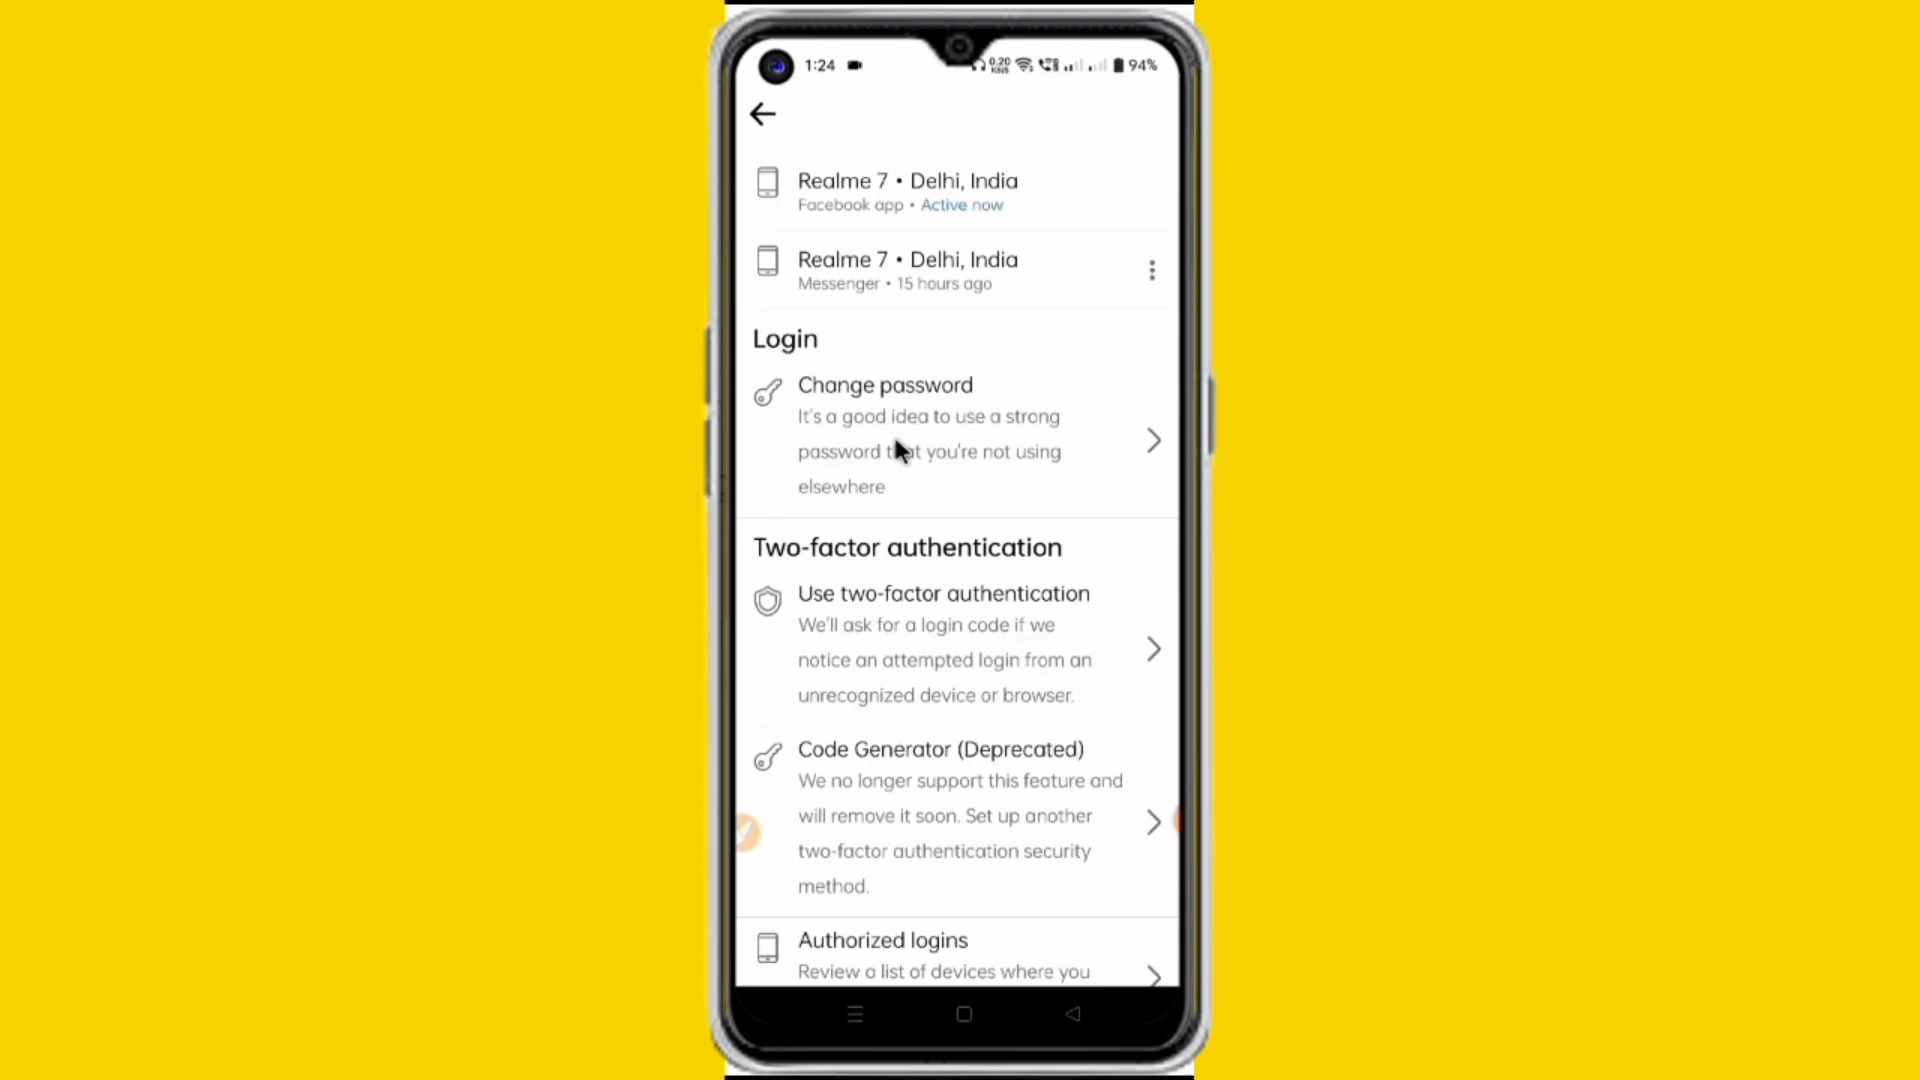 1:24
0.20
KB/S
94%
Realme 7 • Delhi, India
Facebook app • Active now
Realme 7 • Delhi, India
Messenger • 15 hours ago
Login
Change password
It's a good idea to use a strong
password that you're not using
elsewhere
Two-factor authentication
Use two-factor authentication
We'll ask for a login code if we
notice an attempted login from an
unrecognized device or browser.
Code Generator (Deprecated)
We no longer support this feature and
will remove it soon. Set up another
two-factor authentication security
method.
Authorized logins
Review a list of devices where you